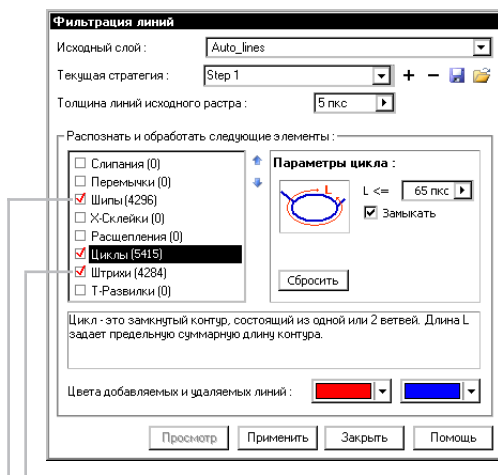 Фильтрация линий
Исходный слой : Auto_lines
Текущая стратегия : Step 1
Толщина линий исходного растра : 5 пкс
Распознать и обработать следующие элементы :
Слипания (0)
Перемычки (0)
Шипы (4296)
X-Склейки (0)
Расщепления (0)
Циклы (5415)
Штрихи (4284)
T-Развилки (0)
Параметры цикла :
L
L <= 65 пкс
Замыкать
Сбросить
Цикл - это замкнутый контур, состоящий из одной или 2 ветвей. Длина L
задает предельную суммарную длину контура.
Цвета добавляемых и удаляемых линий :
Просмотр Применить Закрыть Помощь